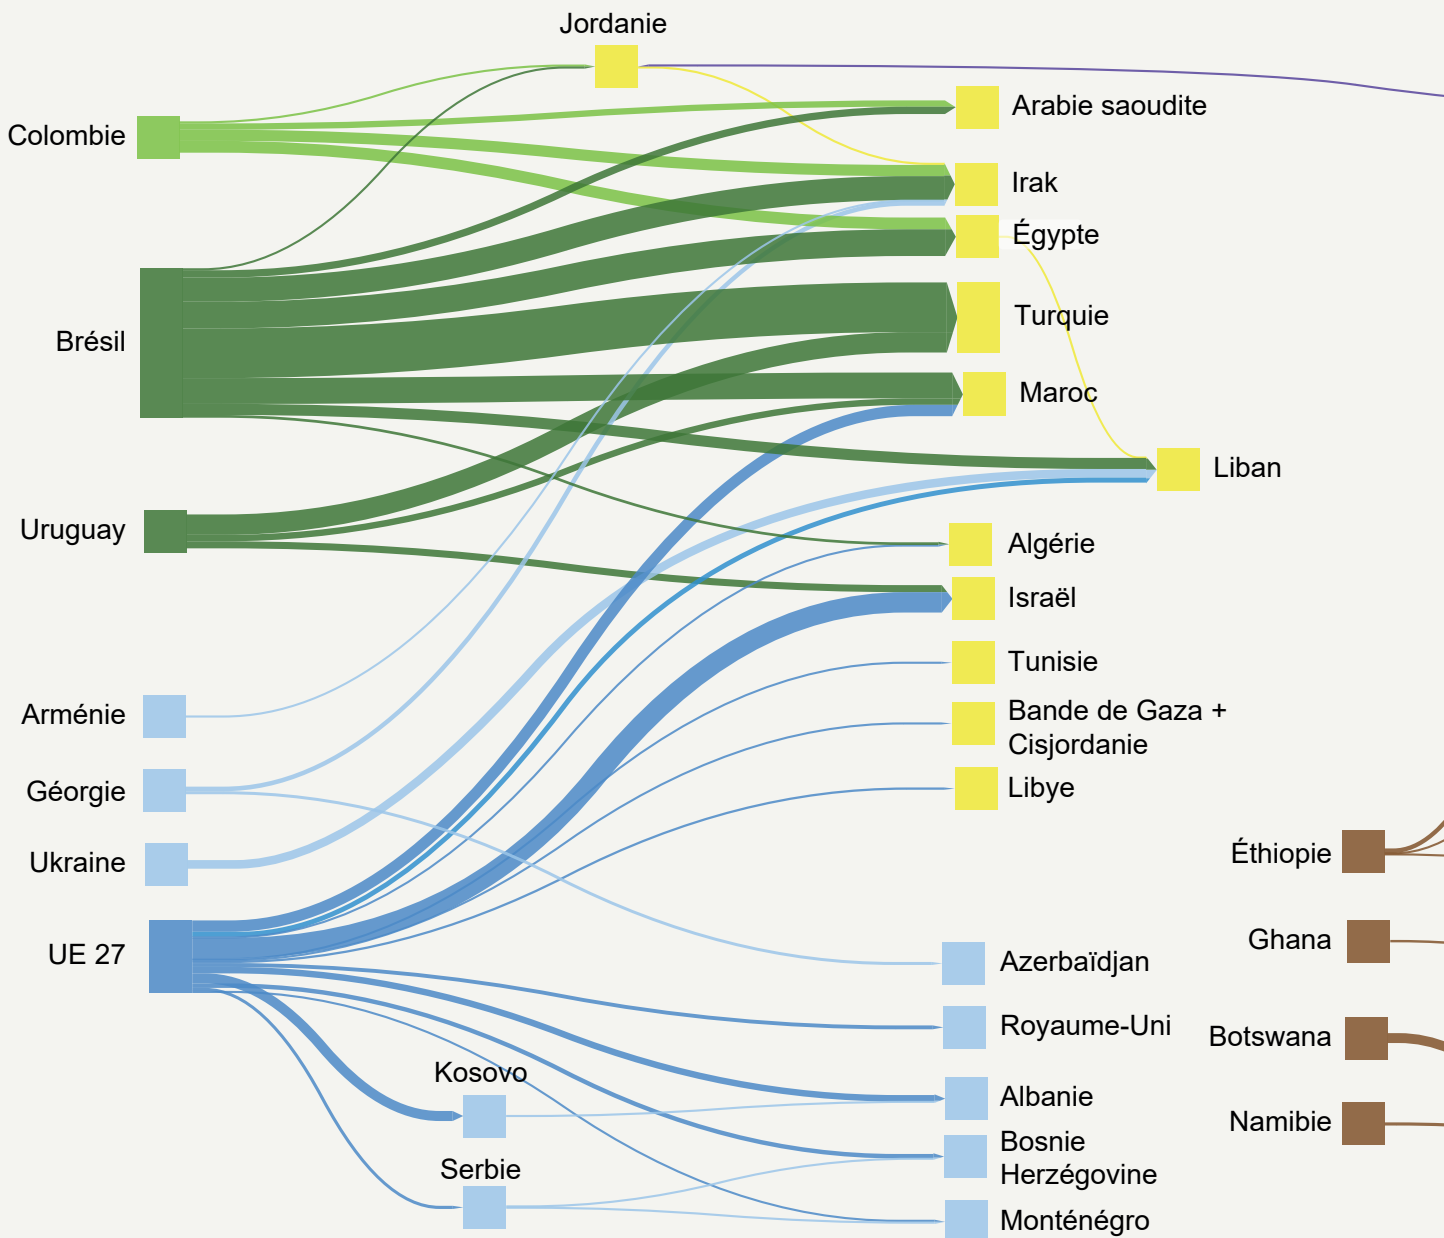 Jordanie
Colombie
Arabie saoudite
Irak
Égypte
Brésil
Turquie
Maroc
Liban
Uruguay
Algérie
Israël
Tunisie
Bande de Gaza +
Cisjordanie
Libye
Arménie
Géorgie
Ukraine
UE 27
Éthiopie
Ghana
Botswana
Namibie
Azerbaïdjan
Royaume-Uni
Kosovo
Albanie
Bosnie
Herzégovine
Serbie
Monténégro